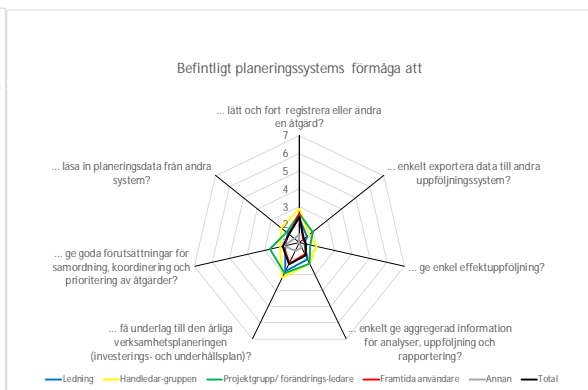 Befintligt planeringssystems förmåga att
... lätt och fort registrera eller ändra
en åtgärd?
7
6
5
4
3
2
... läsa in planeringsdata från andra
system?
... enkelt exportera data till andra
uppföljningssystem?
... ge goda förutsättningar för
samordning, koordinering och
prioritering av åtgärder?
... ge enkel effektuppföljning?
... få underlag till den årliga
verksamhetsplaneringen
(investerings- och underhållsplan)?
... enkelt ge aggregerad information
för analyser, uppföljning och
rapportering?
Ledning
Handledar-gruppen
Projektgrupp/ förändrings-ledare
Framtida användare
Annan
Total